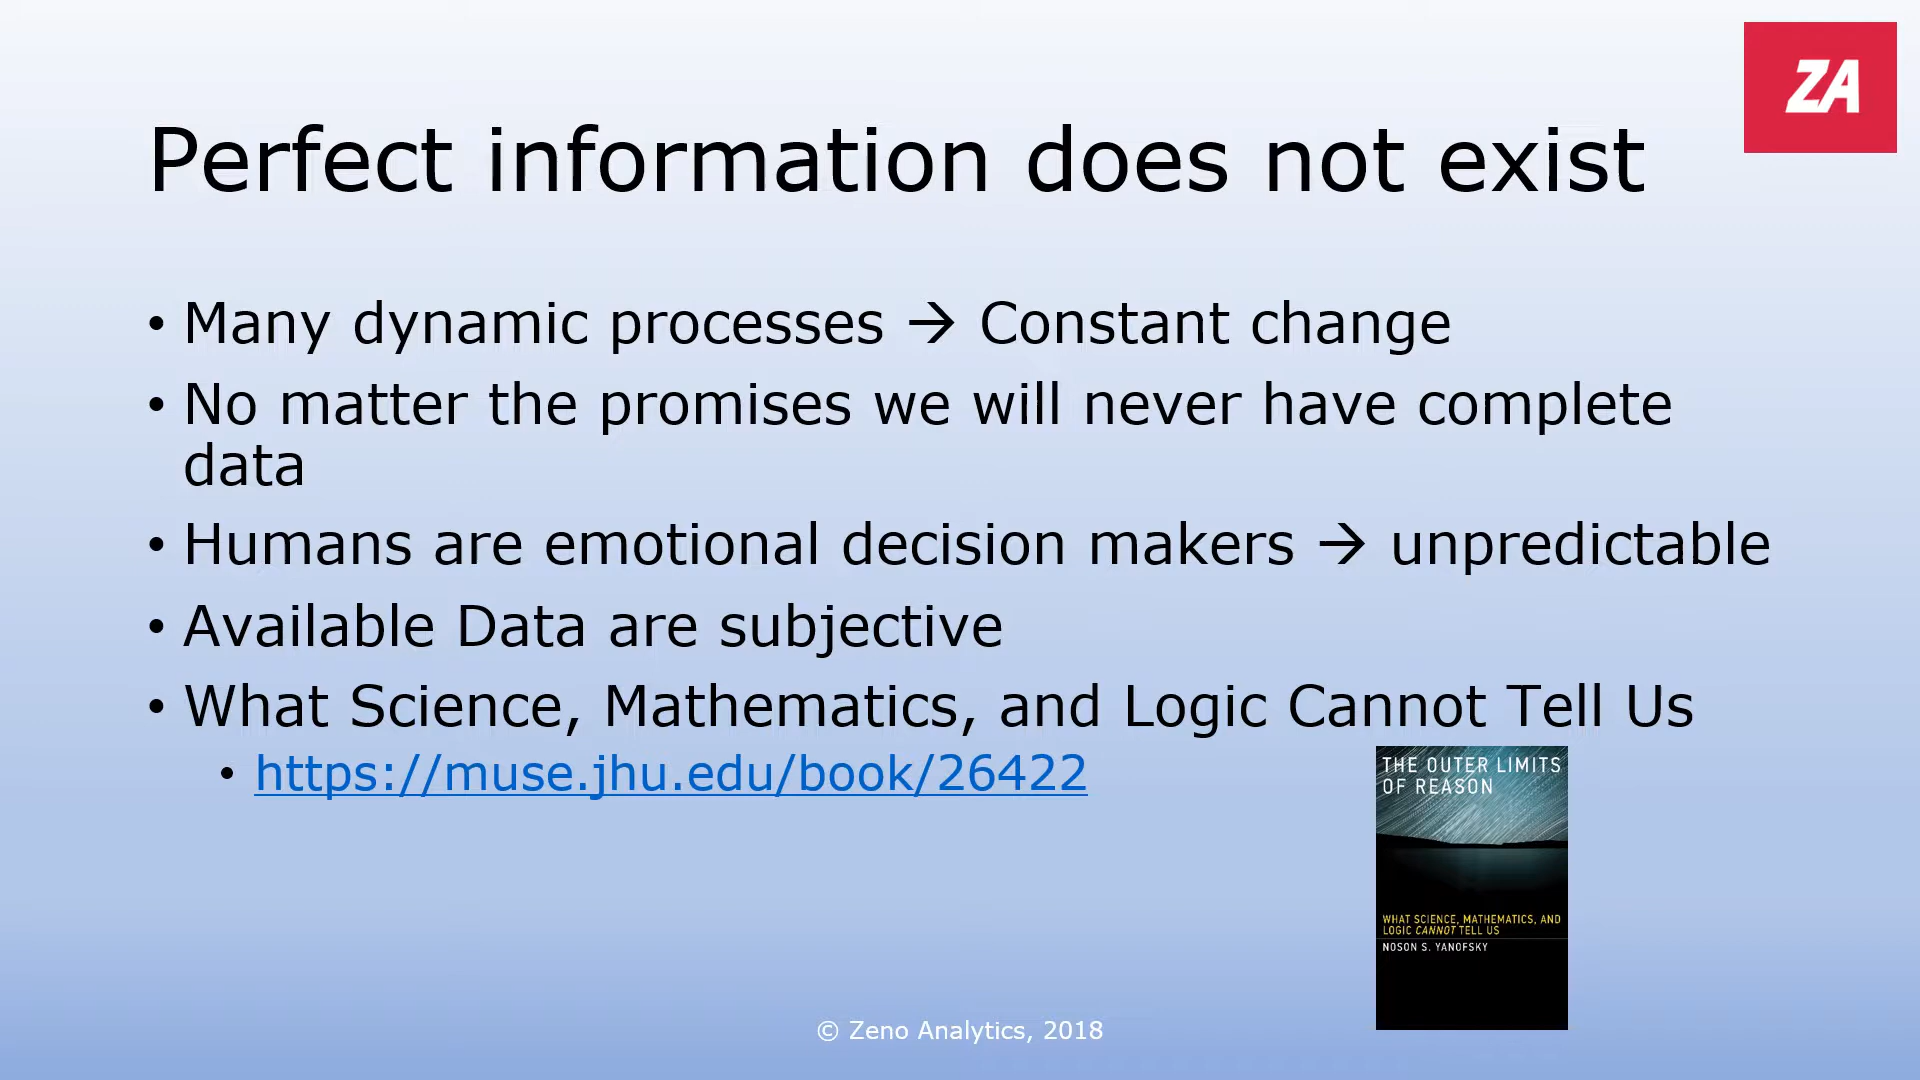 ZA
Perfect information does not exist
• Many dynamic processes → Constant change
• No matter the promises we will never have complete
data
• Humans are emotional decision makers → unpredictable
• Available Data are subjective
• What Science, Mathematics, and Logic Cannot Tell Us
• https://muse.jhu.edu/book/26422
THE OUTER LIMITS
OF REASON
WHAT SCIENCE, MATHEMATICS, AND
LOGIC CANNOT TELL US
NOSON S. YANOFSKY
© Zeno Analytics, 2018